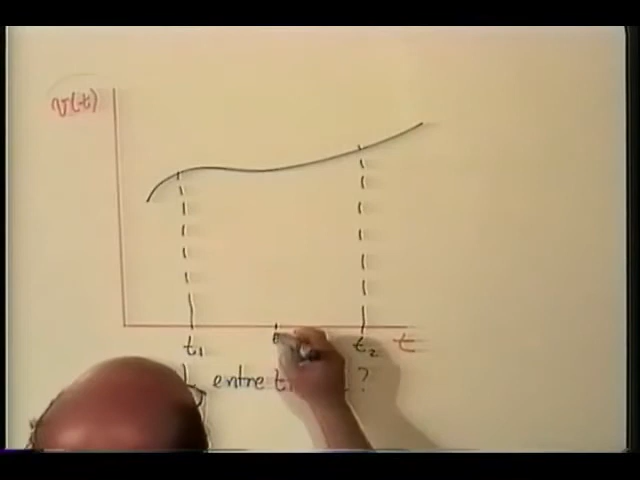 v(t)
t₁ t₂ t
entre ?